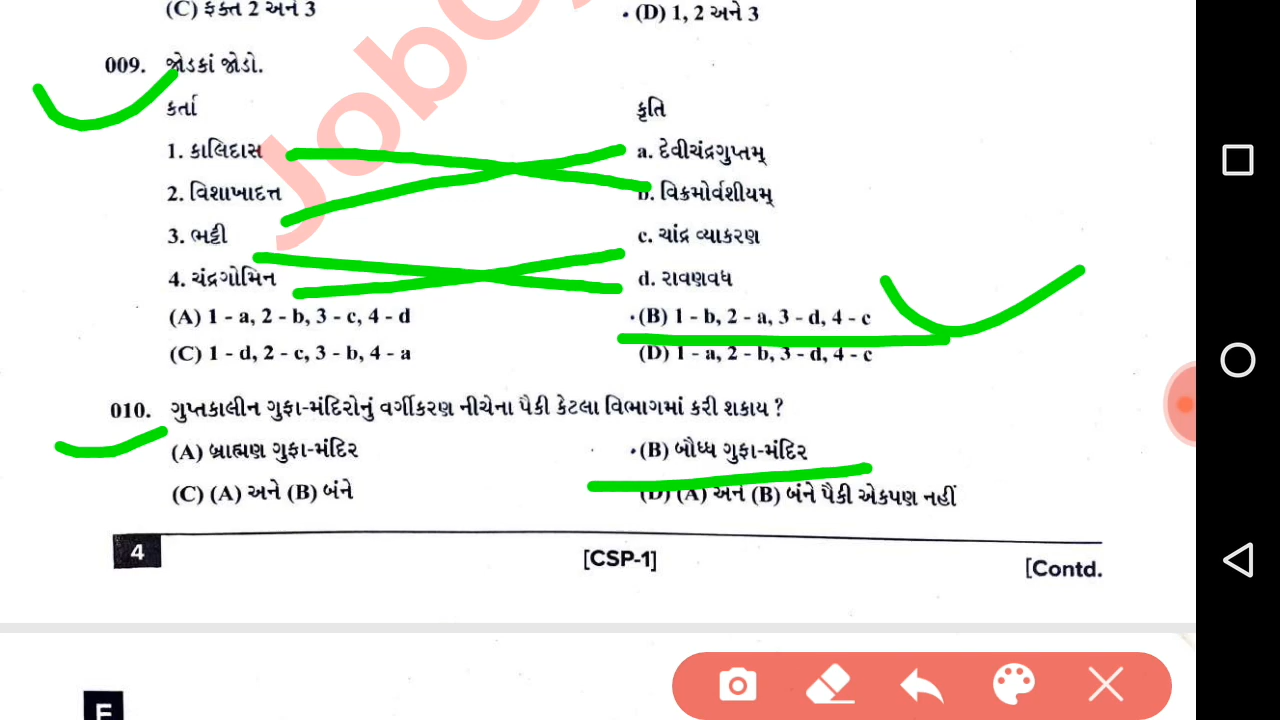 (C) ફક્ત 2 અને 3
(D) 1, 2 અને 3
009. જોડકાં જોડો.
કર્તા
કૃતિ
1. કાલિદાસ
a. દેવીચંદ્રગુપ્તમ્
2. વિશાખાદત્ત
b. વિક્રમોર્વશીયમ્
3. ભટ્ટી
c. ચાંદ્ર વ્યાકરણ
4. ચંદ્રગોમિન
d. રાવણવધ
(A) 1 - a, 2 - b, 3 - c, 4 - d
(B) 1 - b, 2 - a, 3 - d, 4 - c
(C) 1 - d, 2 - c, 3 - b, 4 - a
(D) 1 - a, 2 - b, 3 - d, 4 - c
010. ગુપ્તકાલીન ગુફા-મંદિરોનું વર્ગીકરણ નીચેના પૈકી કેટલા વિભાગમાં કરી શકાય ?
(A) બ્રાહ્મણ ગુફા-મંદિર
(B) બૌધ્ધ ગુફા-મંદિર
(C) (A) અને (B) બંને
(D) (A) અને (B) બંને પૈકી એકપણ નહીં
4
[CSP-1]
[Contd.